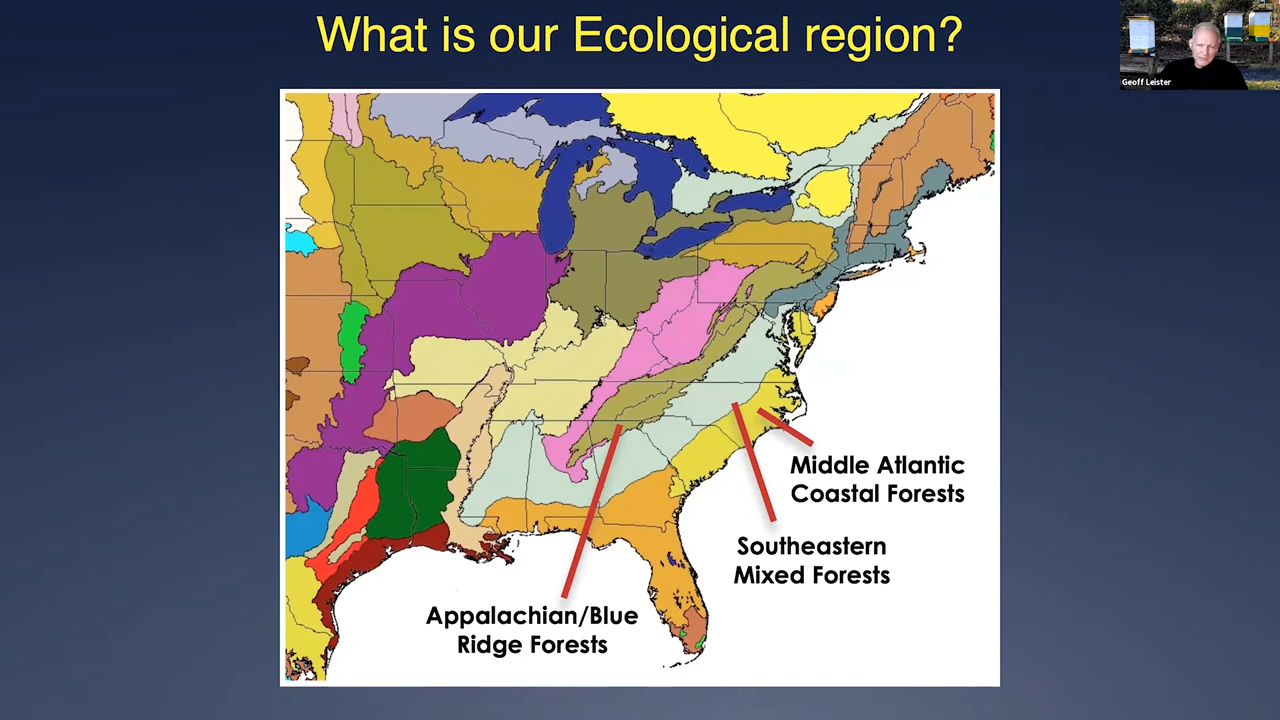 What is our Ecological region?
Geoff Leister
Middle Atlantic
Coastal Forests
Southeastern
Mixed Forests
Appalachian/Blue
Ridge Forests